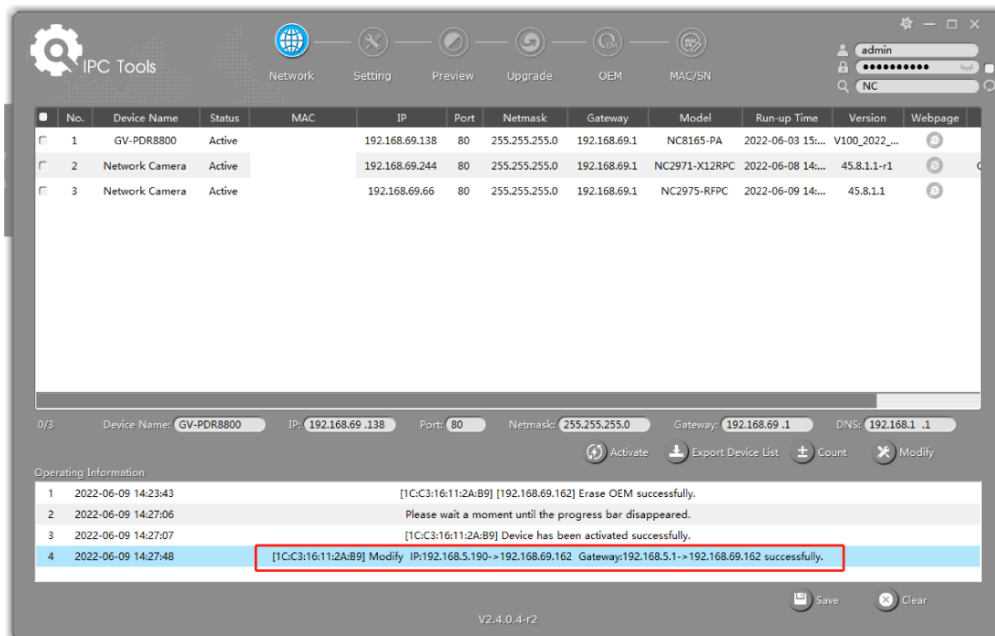 IPC Tools
Network Setting Preview Upgrade OEM MAC/SN
admin
••••••••••
NC
No. Device Name Status MAC IP Port Netmask Gateway Model Run-up Time Version Webpage
1 GV-PDR8800 Active 192.168.69.138 80 255.255.255.0 192.168.69.1 NC8165-PA 2022-06-03 15:... V100_2022_...
2 Network Camera Active 192.168.69.244 80 255.255.255.0 192.168.69.1 NC2971-X12RPC 2022-06-08 14:... 45.8.1.1-r1
3 Network Camera Active 192.168.69.66 80 255.255.255.0 192.168.69.1 NC2975-RFPC 2022-06-09 14:... 45.8.1.1
0/3 Device Name: GV-PDR8800 IP: 192.168.69 .138 Port: 80 Netmask: 255.255.255.0 Gateway: 192.168.69 .1 DNS: 192.168.1 .1
Activate Export Device List Count Modify
Operating Information
1 2022-06-09 14:23:43 [1C:C3:16:11:2A:B9] [192.168.69.162] Erase OEM successfully.
2 2022-06-09 14:27:06 Please wait a moment until the progress bar disappeared.
3 2022-06-09 14:27:07 [1C:C3:16:11:2A:B9] Device has been activated successfully.
4 2022-06-09 14:27:48 [1C:C3:16:11:2A:B9] Modify IP:192.168.5.190->192.168.69.162 Gateway:192.168.5.1->192.168.69.162 successfully.
Save Clear
V2.4.0.4-r2